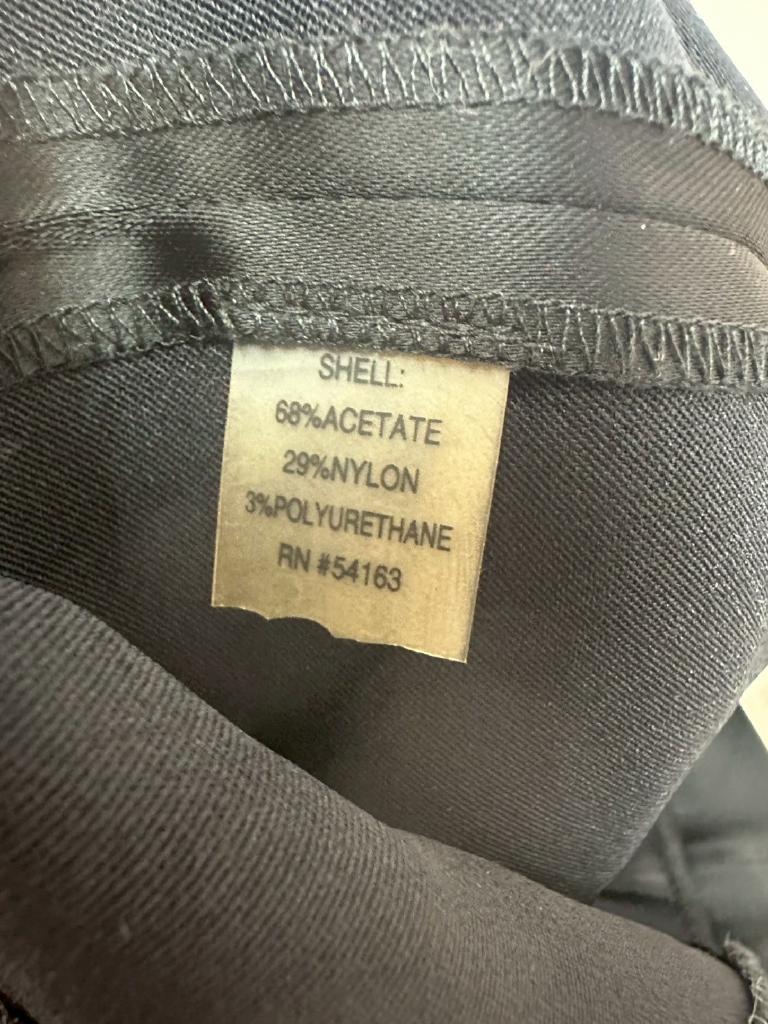 SHELL:
68%ACETATE
29%NYLON
3%POLYURETHANE
RN #54163